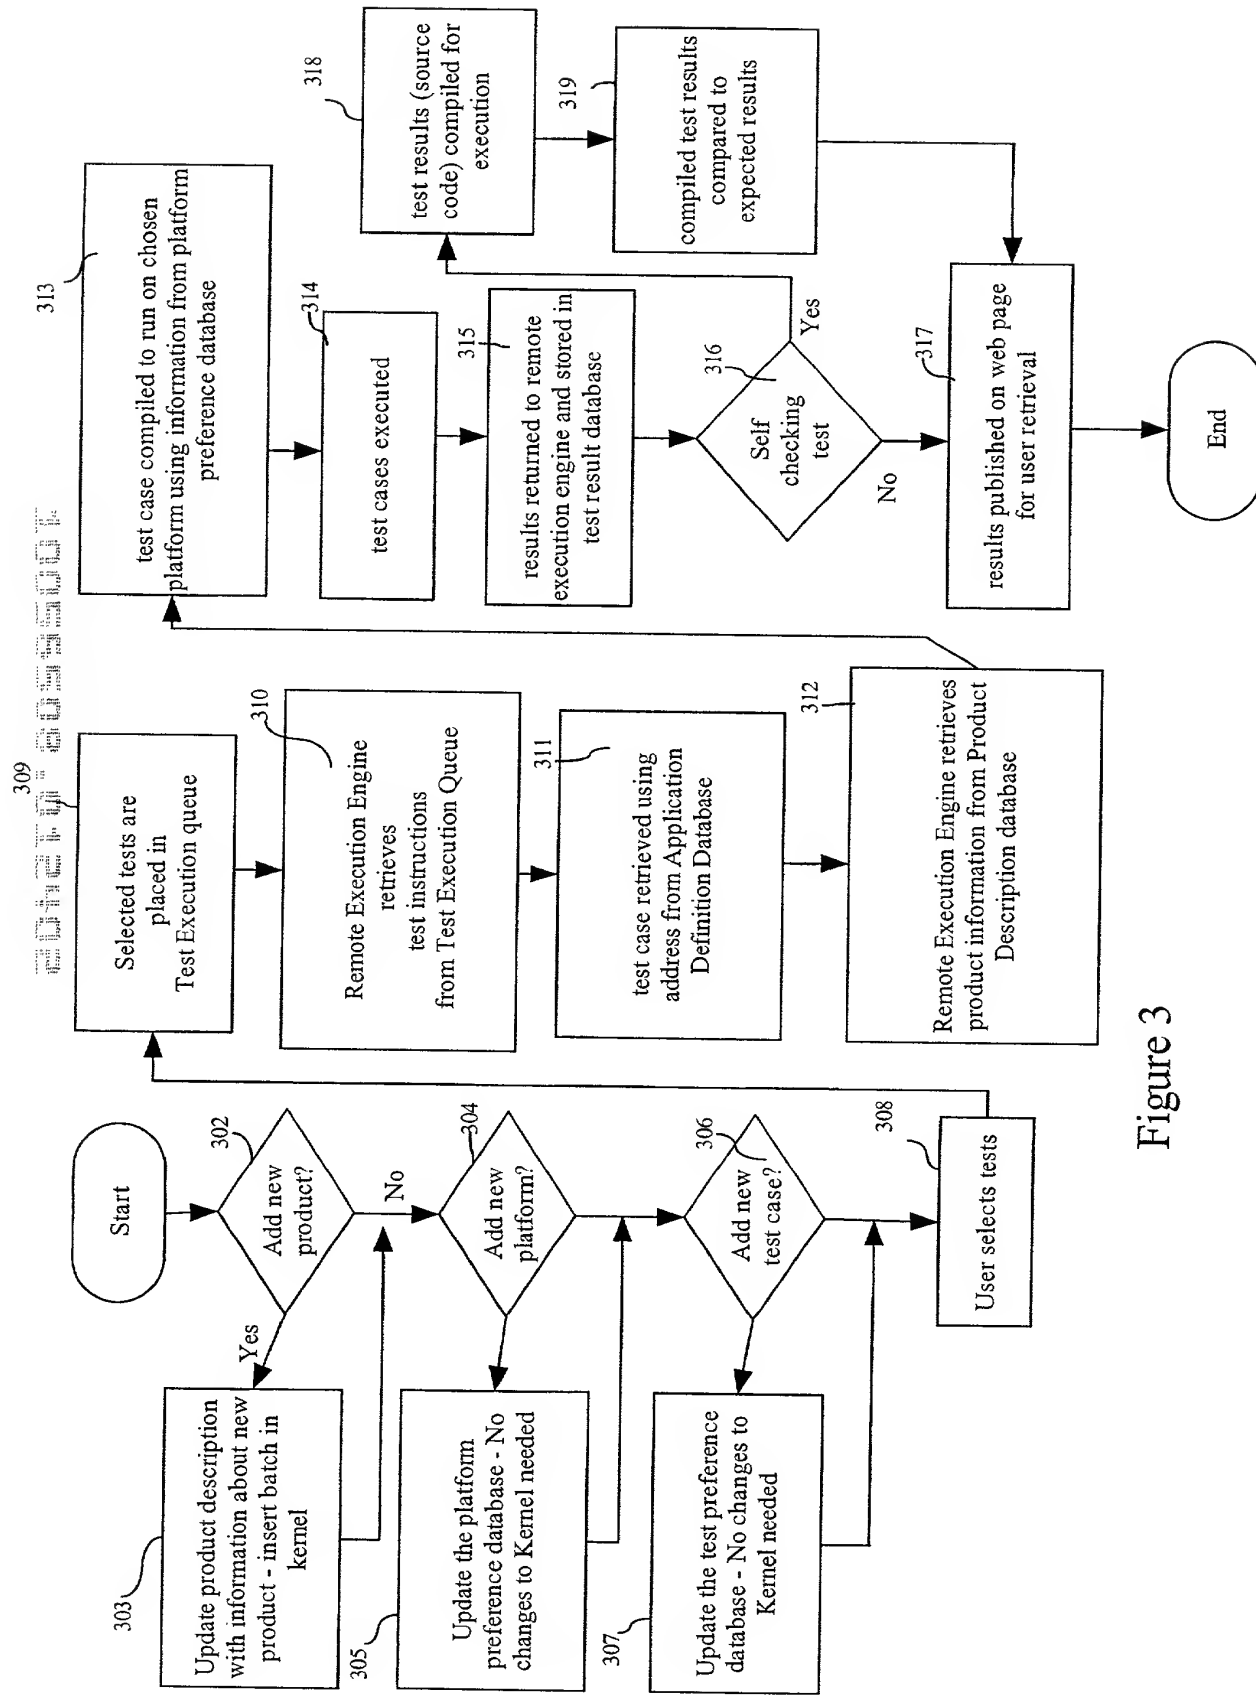 Start
302
Add new
product?
Yes
No
303
Update product description
with information about new
product - insert batch in
kernel
304
Add new
platform?
305
Update the platform
preference database - No
changes to Kernel needed
306
Add new
test case?
307
Update the test preference
database - No changes to
Kernel needed
308
User selects tests
309
Selected tests are
placed in
Test Execution queue
310
Remote Execution Engine
retrieves
test instructions
from Test Execution Queue
311
test case retrieved using
address from Application
Definition Database
312
Remote Execution Engine retrieves
product information from Product
Description database
313
test case compiled to run on chosen
platform using information from platform
preference database
314
test cases executed
315
results returned to remote
execution engine and stored in
test result database
316
Self
checking
test
Yes
No
318
test results (source
code) compiled for
execution
319
compiled test results
compared to
expected results
317
results published on web page
for user retrieval
End
Figure 3